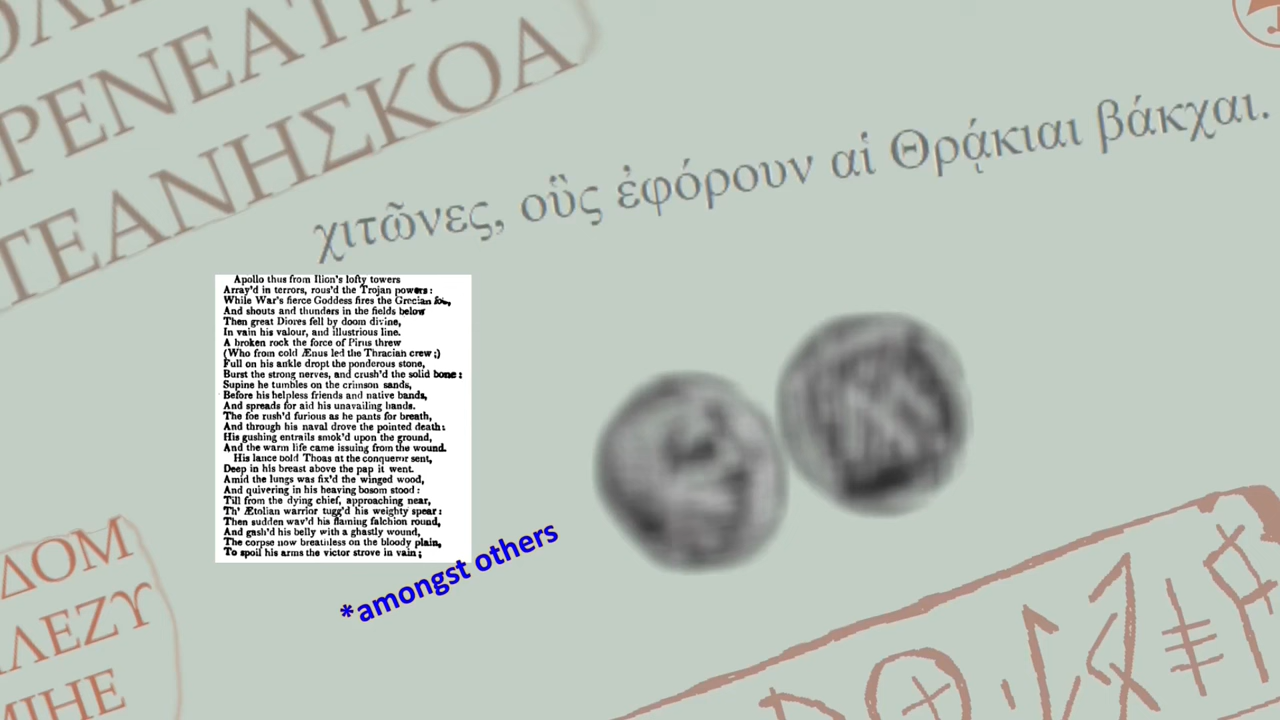 ΡΕΝΕΑΤΙΛ
ΤΕΑΝΗΣΚΟΑ
χιτῶνες, οὓς ἐφόρουν αἱ Θρᾴκιαι βάκχαι.
Apollo thus from Ilion's lofty towers
Array'd in terrors, rous'd the Trojan powers:
While War's fierce Goddess fires the Grecian foe,
And shouts and thunders in the fields below
Then great Diores fell by doom divine,
In vain his valour, and illustrious line.
A broken rock the force of Pirus threw
(Who from cold Ænus led the Thracian crew;)
Full on his ankle dropt the ponderous stone,
Burst the strong nerves, and crush'd the solid bone:
Supine he tumbles on the crimson sands,
Before his helpless friends and native bands,
And spreads for aid his unavailing hands.
The foe rush'd furious as he pants for breath,
And through his naval drove the pointed death:
His gushing entrails smok'd upon the ground,
And the warm life came issuing from the wound.
His lance bold Thoas at the conqueror sent,
Deep in his breast above the pap it went.
Amid the lungs was fix'd the winged wood,
And quivering in his heaving bosom stood:
Till from the dying chief, approaching near,
Th' Ætolian warrior tugg'd his weighty spear:
Then sudden wav'd his flaming falchion round,
And gash'd his belly with a ghastly wound,
The corpse now breathless on the bloody plain,
To spoil his arms the victor strove in vain;
*amongst others
ΔΟΜ
ΛΕΖΥ
ΜΙΗΕ